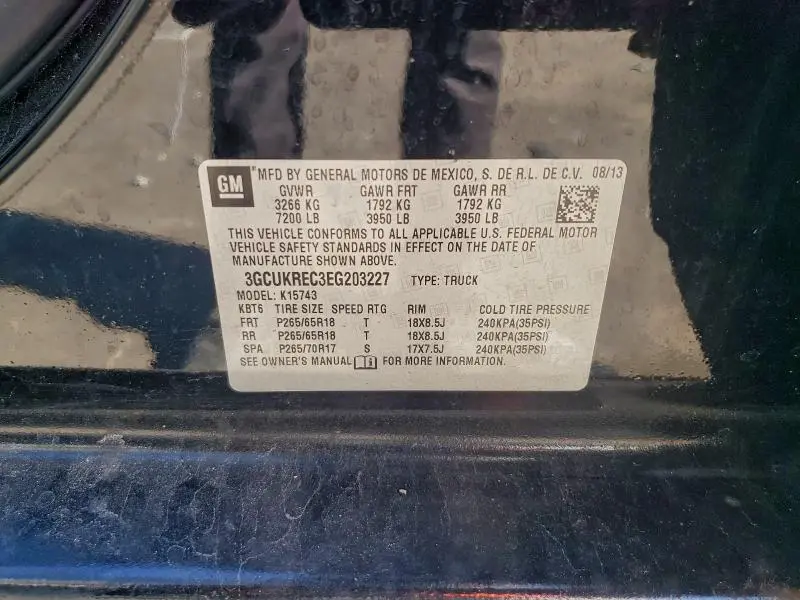 GM
"MFD BY GENERAL MOTORS DE MEXICO, S. DE R.L. DE C.V. 08/13
GVWR GAWR FRT GAWR RR
3266 KG 1792 KG 1792 KG
7200 LB 3950 LB 3950 LB
THIS VEHICLE CONFORMS TO ALL APPLICABLE U.S. FEDERAL MOTOR
VEHICLE SAFETY STANDARDS IN EFFECT ON THE DATE OF
MANUFACTURE SHOWN ABOVE.
3GCUKREC3EG203227 TYPE: TRUCK
MODEL: K15743
KBT6 TIRE SIZE SPEED RTG RIM COLD TIRE PRESSURE
FRT P265/65R18 T 18X8.5J 240KPA(35PSI)
RR P265/65R18 T 18X8.5J 240KPA(35PSI)
SPA P265/70R17 S 17X7.5J 240KPA(35PSI)
SEE OWNER'S MANUAL FOR MORE INFORMATION.